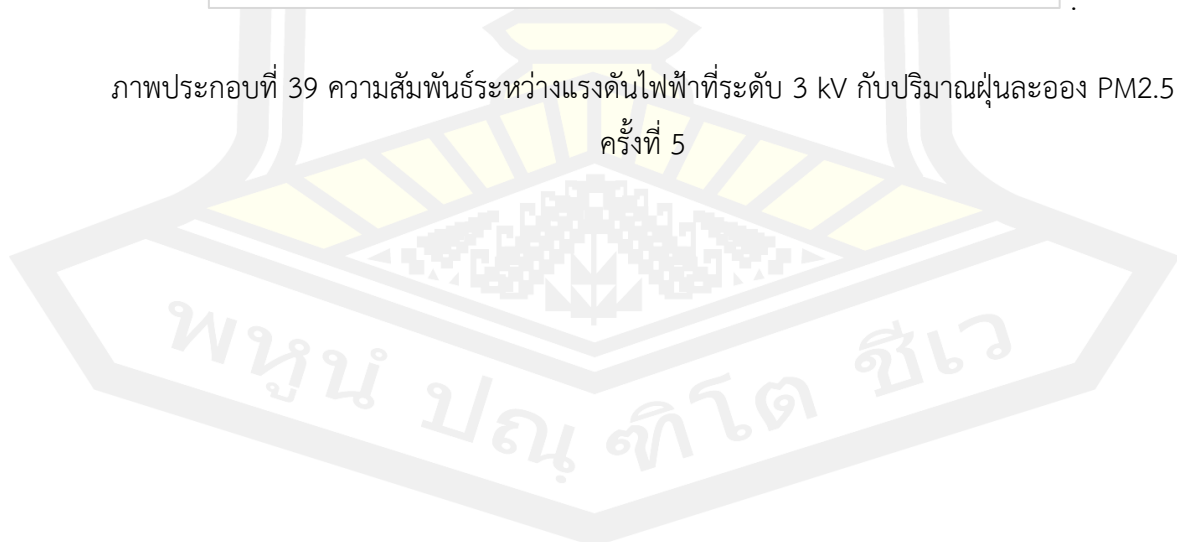 .
ภาพประกอบที่ 39 ความสัมพันธ์ระหว่างแรงดันไฟฟ้าที่ระดับ 3 kV กับปริมาณฝุ่นละออง PM2.5
ครั้งที่ 5
พหูนํ ปณฺฑิโต ชีเว